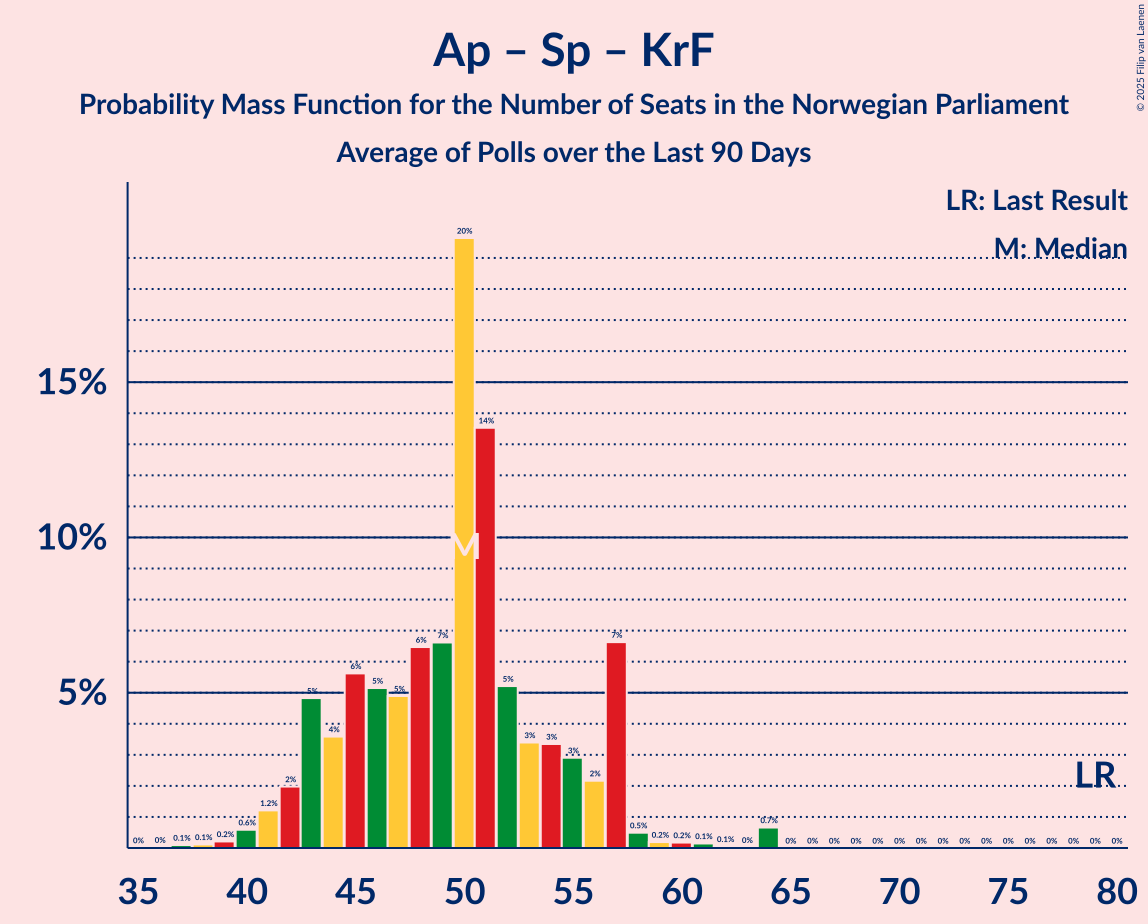 Ap – Sp – KrF
Probability Mass Function for the Number of Seats in the Norwegian Parliament
Average of Polls over the Last 90 Days
© 2025 Filip van Laenen
LR: Last Result
M: Median
15%
10%
5%
0% 0% 0.1% 0.1% 0.2% 0.6% 1.2% 2% 5% 4% 6% 5% 5% 6% 7% 20% 14% 5% 3% 3% 3% 2% 7% 0.5% 0.2% 0.2% 0.1% 0.1% 0% 0.7% 0% 0% 0% 0% 0% 0% 0% 0% 0% 0% 0% 0% 0% 0% 0% 0%
M
LR
35 40 45 50 55 60 65 70 75 80